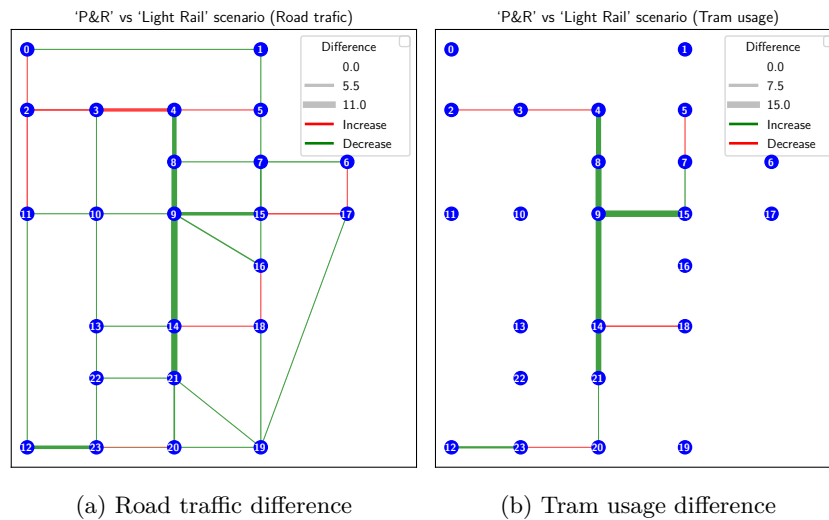 ‘P&R’ vs ‘Light Rail’ scenario (Road trafic)
Difference
0.0
5.5
11.0
Increase
Decrease
0 1
2 3 4 5
8 7 6
11 10 9 15 17
16
13 14 18
22 21
12 23 20 19
(a) Road traffic difference
‘P&R’ vs ‘Light Rail’ scenario (Tram usage)
Difference
0.0
7.5
15.0
Increase
Decrease
0 1
2 3 4 5
8 7 6
11 10 9 15 17
16
13 14 18
22 21
12 23 20 19
(b) Tram usage difference